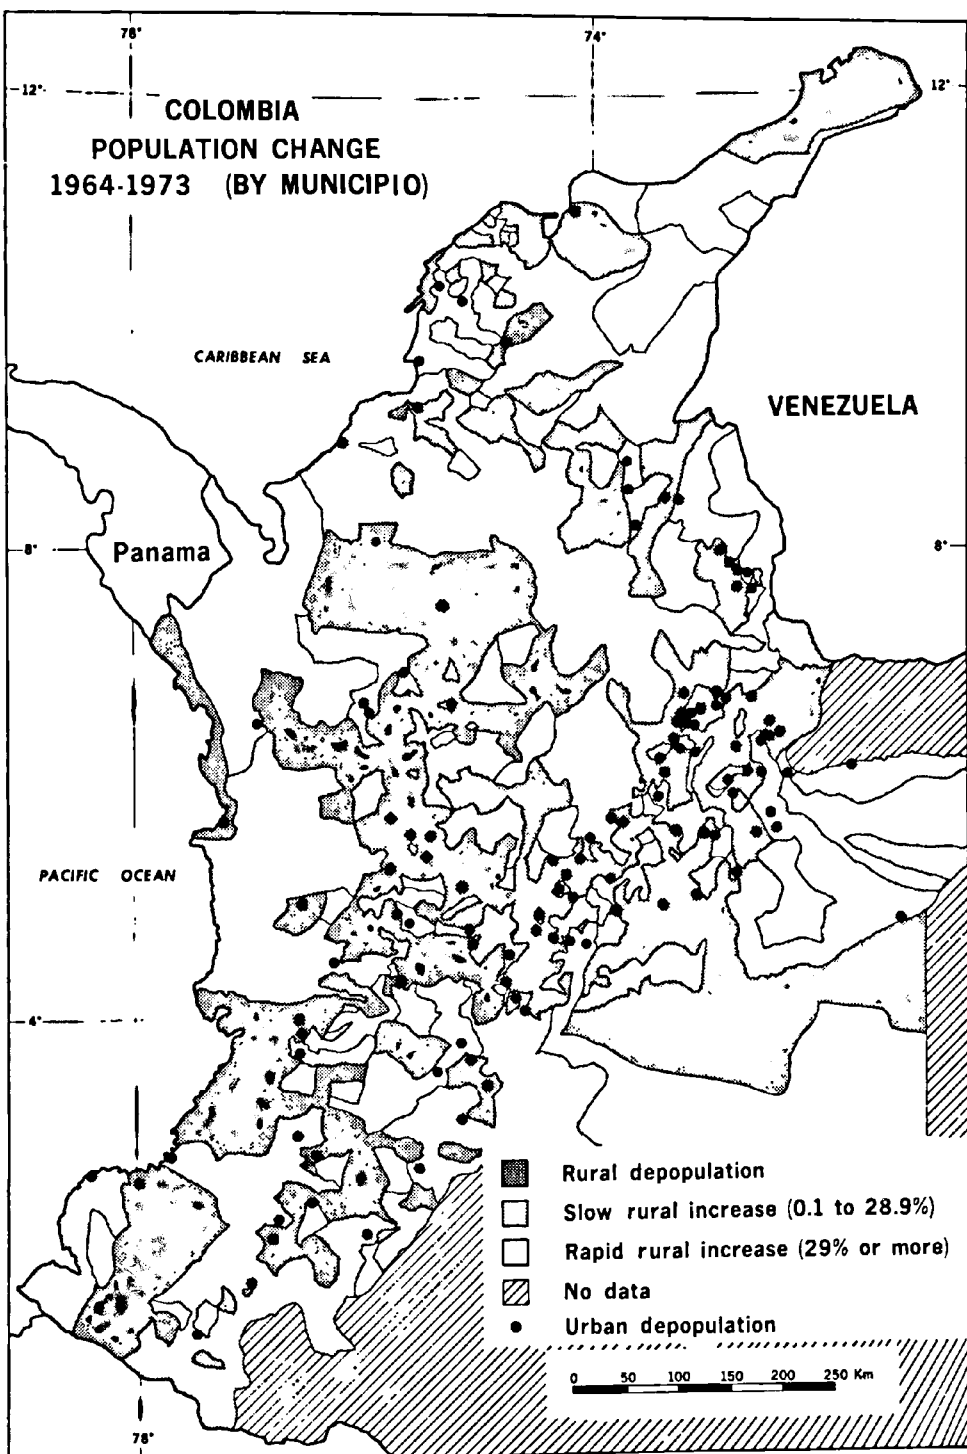 78° 74°
12° 12°
COLOMBIA
POPULATION CHANGE
1964-1973 (BY MUNICIPIO)
CARIBBEAN SEA
VENEZUELA
8° 8°
Panama
PACIFIC OCEAN
4°
Rural depopulation
Slow rural increase (0.1 to 28.9%)
Rapid rural increase (29% or more)
No data
Urban depopulation
0 50 100 150 200 250 Km
78°